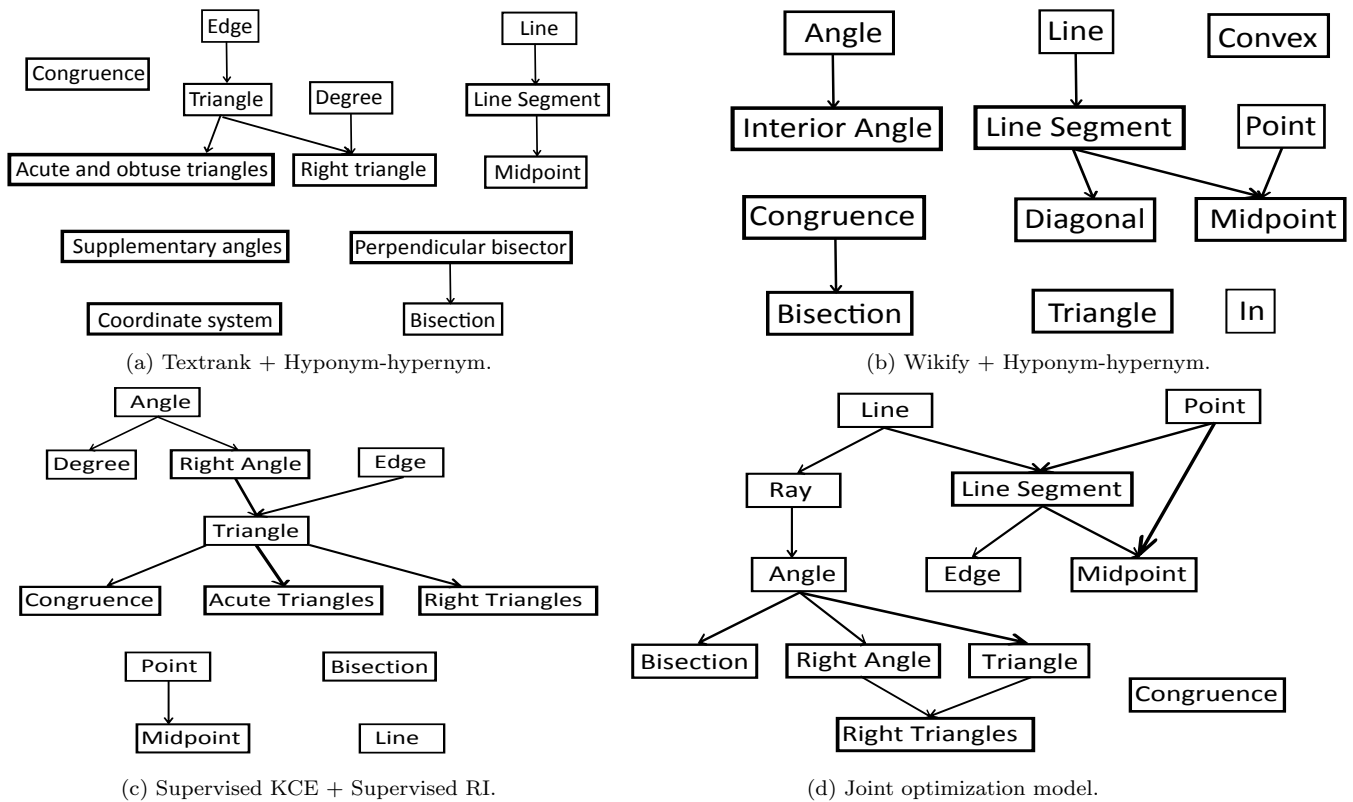 Edge
Line
Congruence
Triangle
Degree
Line Segment
Acute and obtuse triangles
Right triangle
Midpoint
Supplementary angles
Perpendicular bisector
Coordinate system
Bisection
(a) Textrank + Hyponym-hypernym.
Angle
Line
Convex
Interior Angle
Line Segment
Point
Congruence
Diagonal
Midpoint
Bisection
Triangle
In
(b) Wikify + Hyponym-hypernym.
Angle
Degree
Right Angle
Edge
Triangle
Congruence
Acute Triangles
Right Triangles
Point
Bisection
Midpoint
Line
(c) Supervised KCE + Supervised RI.
Line
Point
Ray
Line Segment
Angle
Edge
Midpoint
Bisection
Right Angle
Triangle
Congruence
Right Triangles
(d) Joint optimization model.